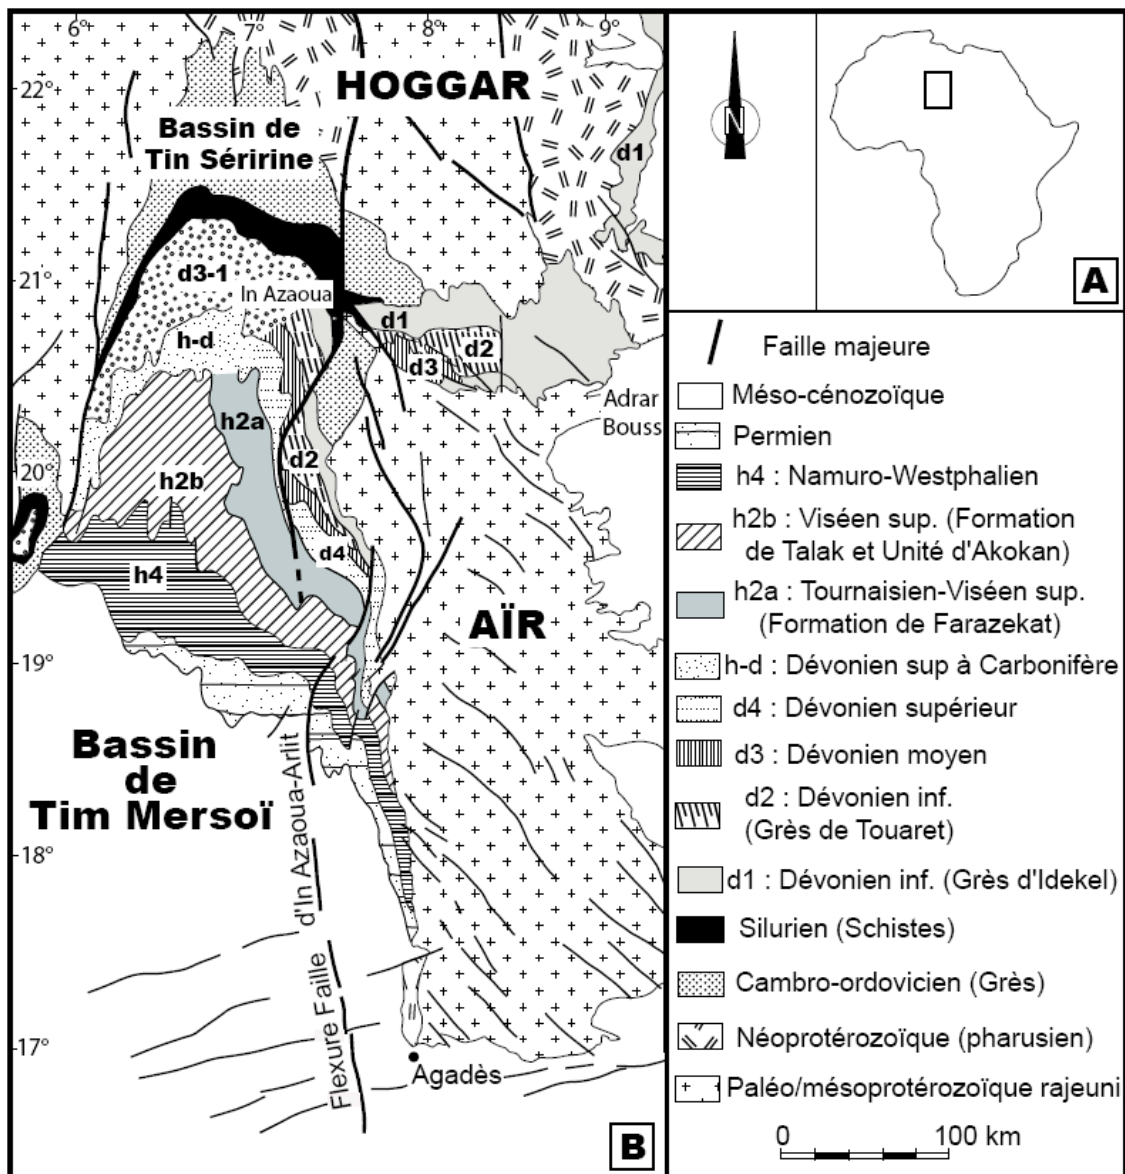 6°
7°
8°
9°
22°
HOGGAR
Bassin de
Tin Séririne
d1
21°
d3-1
In Azaoua
d1
h-d
d2
d3
Adrar
Bouss
h2a
20°
d2
h2b
d4
h4
AÏR
19°
Bassin
de
Tim Mersoï
18°
Flexure Faille d'In Azaoua-Arlit
17°
Agadès
B
N
A
Faille majeure
Méso-cénozoïque
Permien
h4 : Namuro-Westphalien
h2b : Viséen sup. (Formation
de Talak et Unité d'Akokan)
h2a : Tournaisien-Viséen sup.
(Formation de Farazekat)
h-d : Dévonien sup à Carbonifère
d4 : Dévonien supérieur
d3 : Dévonien moyen
d2 : Dévonien inf.
(Grès de Touaret)
d1 : Dévonien inf. (Grès d'Idekel)
Silurien (Schistes)
Cambro-ordovicien (Grès)
Néoprotérozoïque (pharusien)
Paléo/mésoprotérozoïque rajeuni
0 100 km